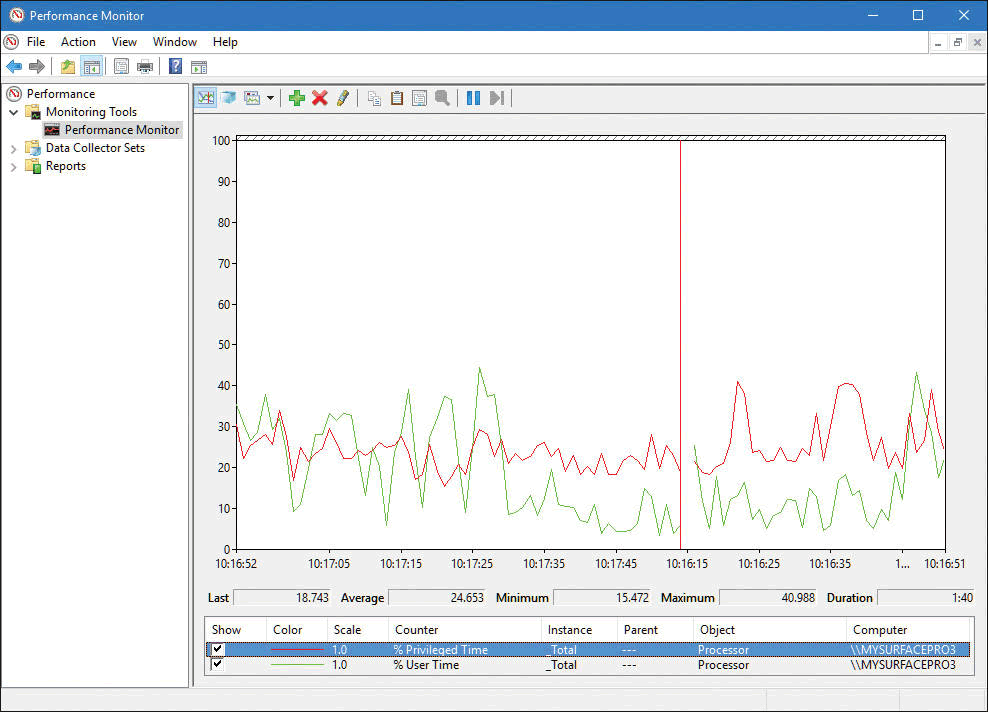 Performance Monitor
File Action View Window Help
Performance
Monitoring Tools
Performance Monitor
Data Collector Sets
Reports
100
90
80
70
60
50
40
30
20
10
0
10:16:52 10:17:05 10:17:15 10:17:25 10:17:35 10:17:45 10:16:15 10:16:25 10:16:35 1... 10:16:51
Last 18.743 Average 24.653 Minimum 15.472 Maximum 40.988 Duration 1:40
Show Color Scale Counter Instance Parent Object Computer
1.0 % Privileged Time _Total --- Processor \\MYSURFACEPRO3
1.0 % User Time _Total --- Processor \\MYSURFACEPRO3